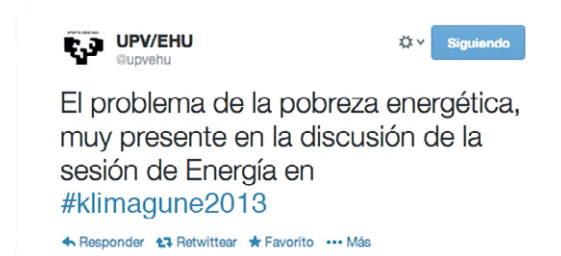 UPV/EHU
@upvehu
Siguiendo
El problema de la pobreza energética,
muy presente en la discusión de la
sesión de Energía en
#klimagune2013
Responder Retwittear Favorito Más